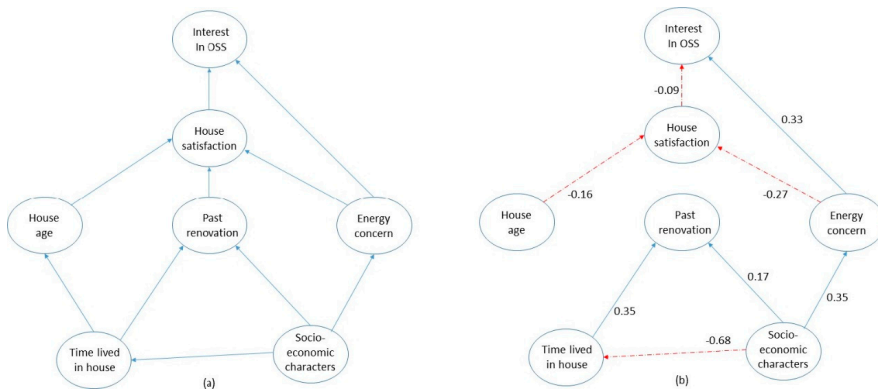 Interest
In OSS
House
satisfaction
House
age
Past
renovation
Energy
concern
Time lived
in house
Socio-
economic
characters
(a)
Interest
In OSS
-0.09
0.33
House
satisfaction
-0.16
-0.27
House
age
Past
renovation
Energy
concern
0.35
0.17
0.35
-0.68
Time lived
in house
Socio-
economic
characters
(b)